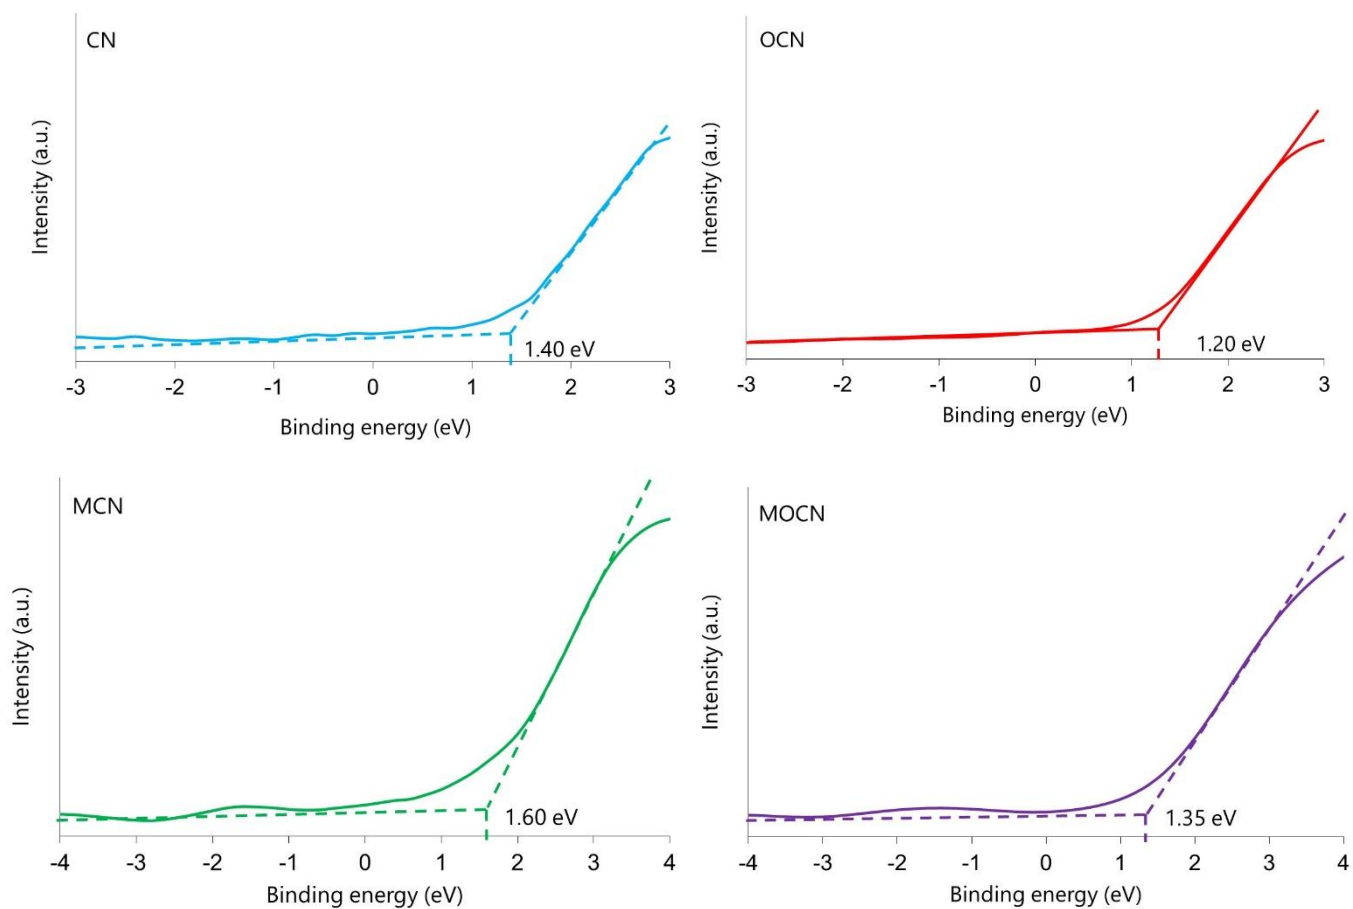 CN
Intensity (a.u.)
1.40 eV
-3 -2 -1 0 1 2 3
Binding energy (eV)
OCN
Intensity (a.u.)
1.20 eV
-3 -2 -1 0 1 2 3
Binding energy (eV)
MCN
Intensity (a.u.)
1.60 eV
-4 -3 -2 -1 0 1 2 3 4
Binding energy (eV)
MOCN
Intensity (a.u.)
1.35 eV
-4 -3 -2 -1 0 1 2 3 4
Binding energy (eV)